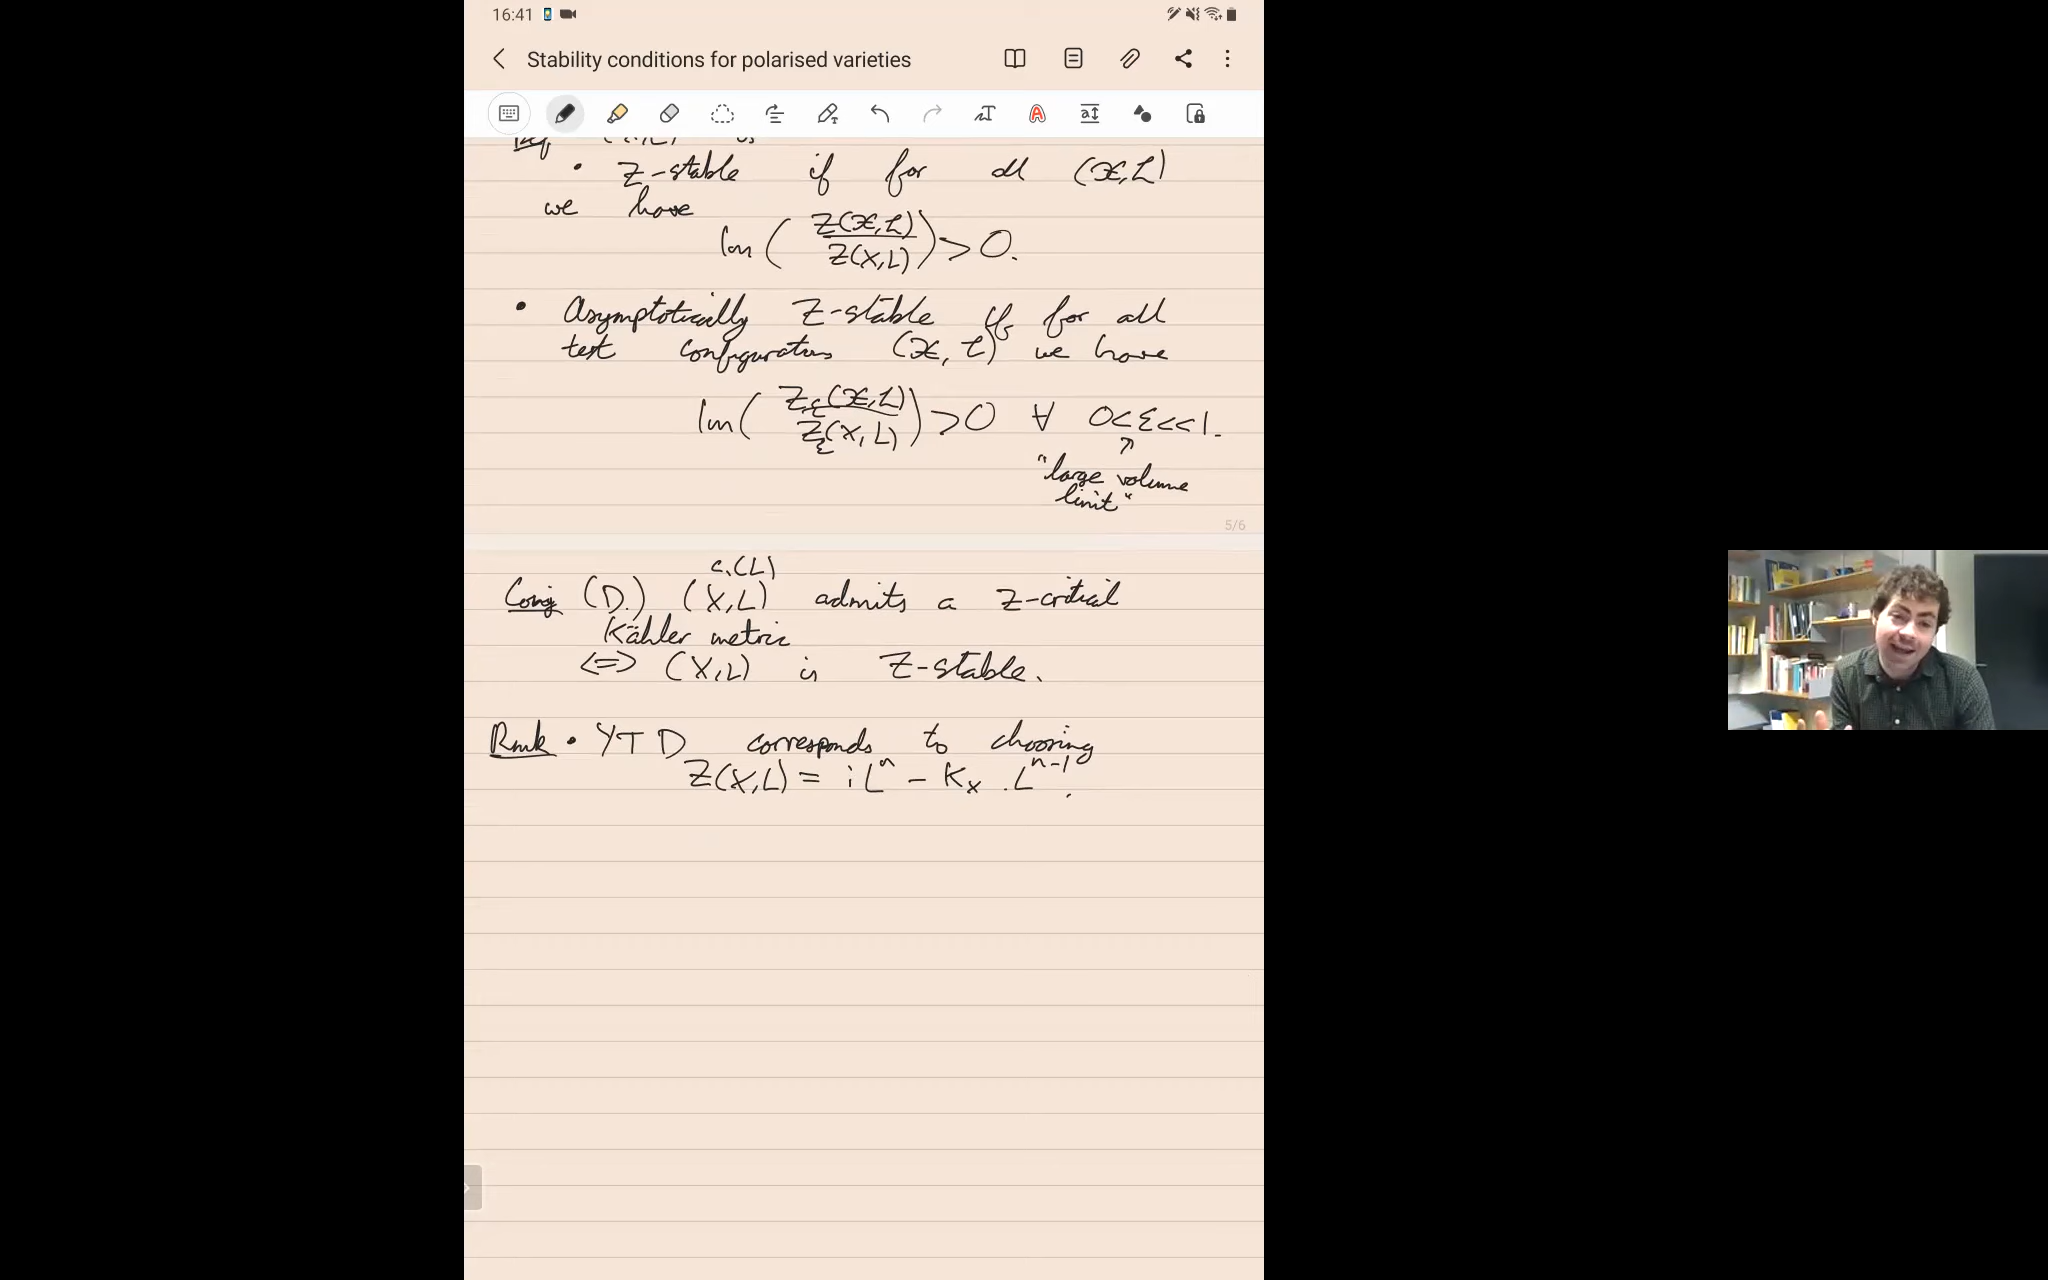 16:41
Stability conditions for polarised varieties
• Z-stable if for all (𝒳,ℒ)
we have
Im ( Z(𝒳,ℒ) / Z(X,L) ) > 0.
• Asymptotically Z-stable if for all
test configurations (𝒳,ℒ) we have
Im ( Z_ε(𝒳,ℒ) / Z_ε(X,L) ) > 0 ∀ 0<ε<<1.
↗
"large volume
limit"
5/6
c₁(L)
Conj (D.) (X,L) admits a Z-critical
Kähler metric
<=> (X,L) is Z-stable.
Rmk • YTD corresponds to choosing
Z(X,L) = iLⁿ - K_X . Lⁿ⁻¹.